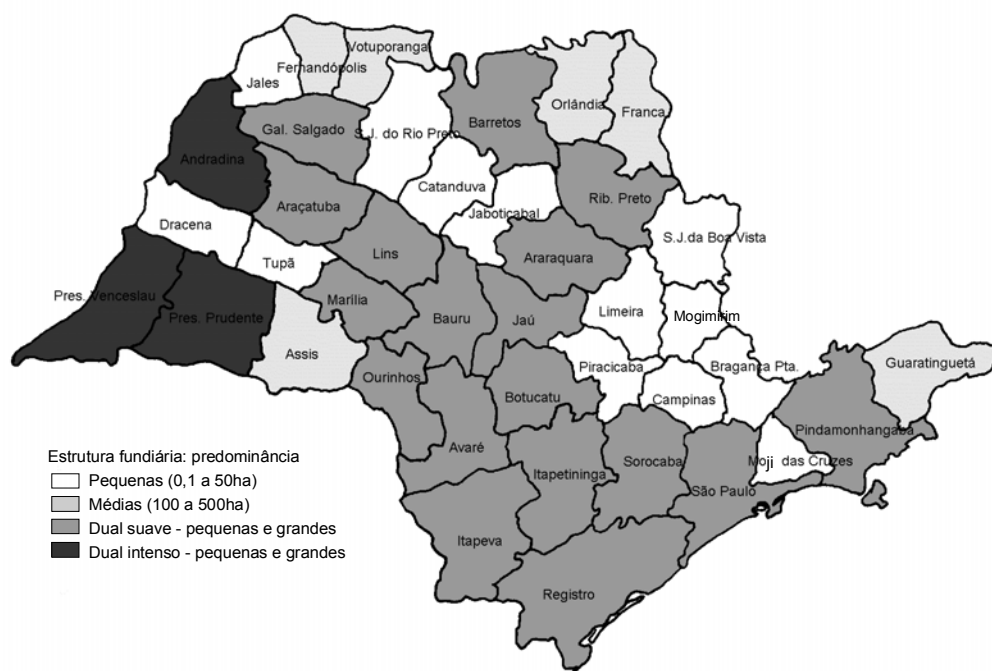 Votuporanga
Fernandópolis
Jales
Orlândia
Franca
Barretos
Gal. Salgado
S.J. do Rio Preto
Andradina
Catanduva
Rib. Preto
Araçatuba
Jaboticabal
Dracena
S.J.da Boa Vista
Lins
Araraquara
Tupã
Pres. Venceslau
Marília
Limeira
Mogimirim
Pres. Prudente
Bauru
Jaú
Assis
Piracicaba
Bragança Pta.
Guaratinguetá
Ourinhos
Botucatu
Campinas
Pindamonhangaba
Avaré
Estrutura fundiária: predominância
Pequenas (0,1 a 50ha)
Médias (100 a 500ha)
Dual suave - pequenas e grandes
Dual intenso - pequenas e grandes
Itapetininga
Sorocaba
Moji das Cruzes
São Paulo
Itapeva
Registro